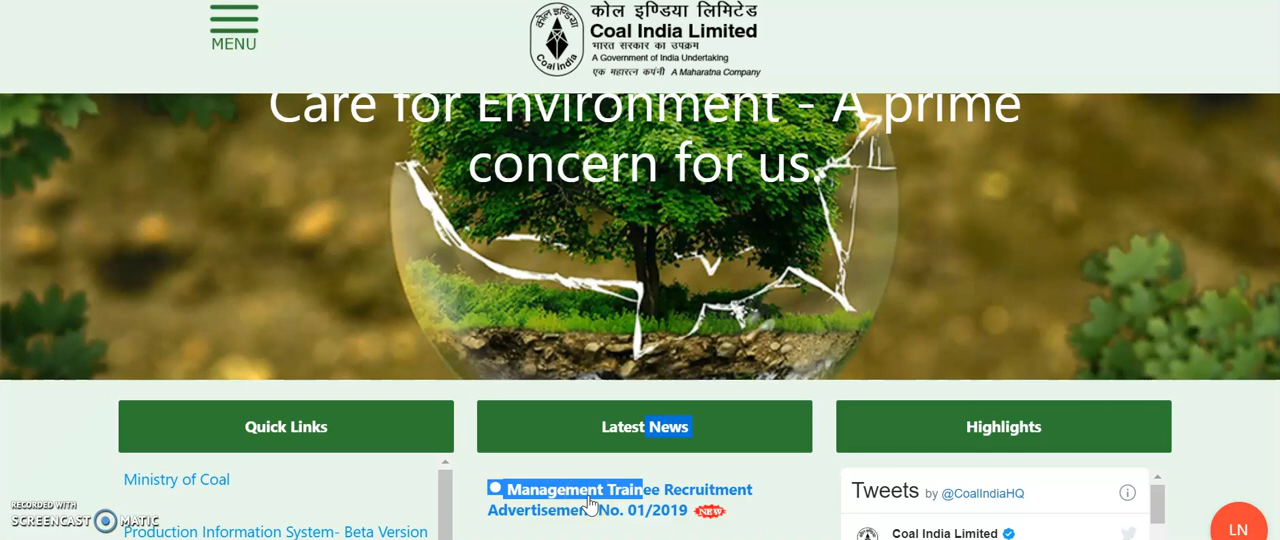 MENU
कोल इण्डिया लिमिटेड
Coal India Limited
भारत सरकार का उपक्रम
A Government of India Undertaking
एक महारत्न कंपनी A Maharatna Company
कोल इण्डिया
Coal India
Care for Environment - A prime
concern for us.
Quick Links
Latest News
Highlights
Ministry of Coal
Production Information System- Beta Version
Management Trainee Recruitment
Advertisement No. 01/2019 NEW
Tweets by @CoalIndiaHQ
Coal India Limited
RECORDED WITH
SCREENCAST MATIC
LN